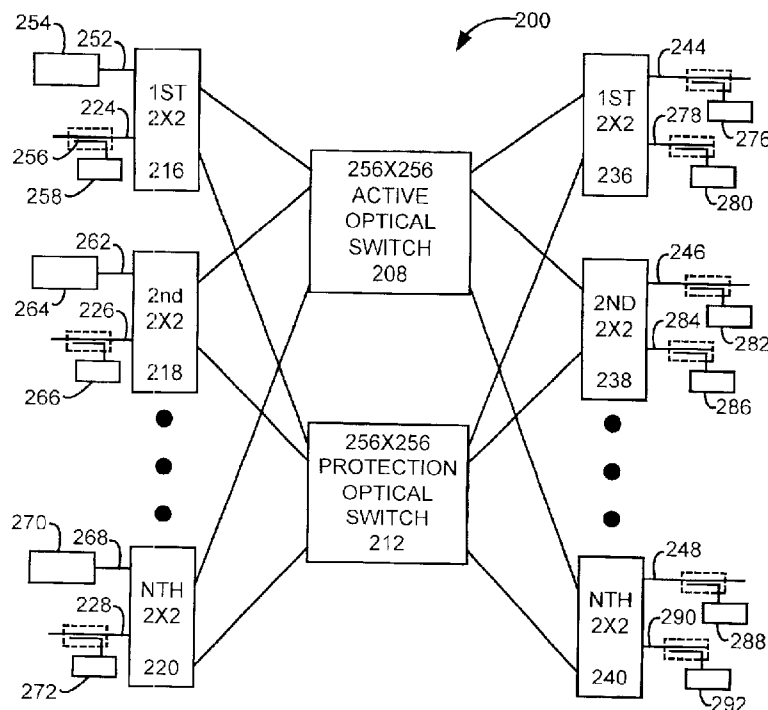 200
254
252
224
256
258
1ST
2X2
216
262
264
226
266
2nd
2X2
218
270
268
228
272
NTH
2X2
220
256X256
ACTIVE
OPTICAL
SWITCH
208
256X256
PROTECTION
OPTICAL
SWITCH
212
1ST
2X2
236
244
278
276
280
2ND
2X2
238
246
284
282
286
NTH
2X2
240
248
290
288
292